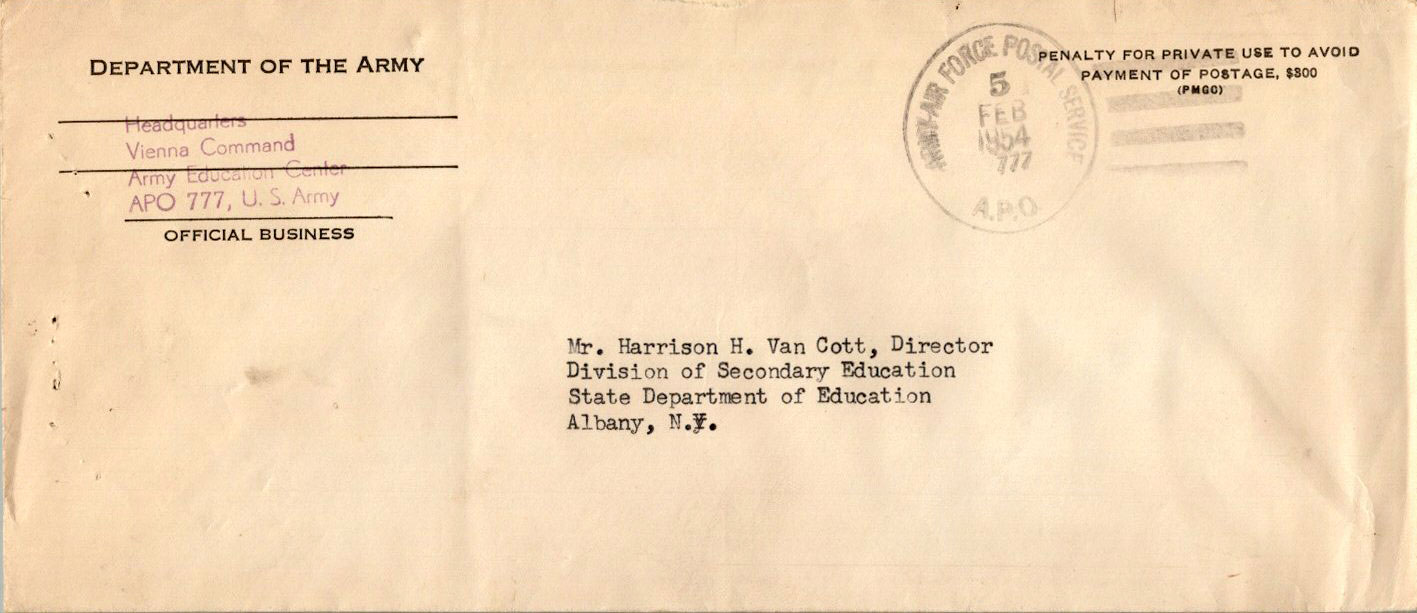 DEPARTMENT OF THE ARMY
Headquarters
Vienna Command
Army Education Center
APO 777, U. S. Army
OFFICIAL BUSINESS
ARMY-AIR FORCE POSTAL SERVICE
5
FEB
1954
777
A.P.O.
PENALTY FOR PRIVATE USE TO AVOID
PAYMENT OF POSTAGE, $300
(PMGC)
Mr. Harrison H. Van Cott, Director
Division of Secondary Education
State Department of Education
Albany, N.Y.